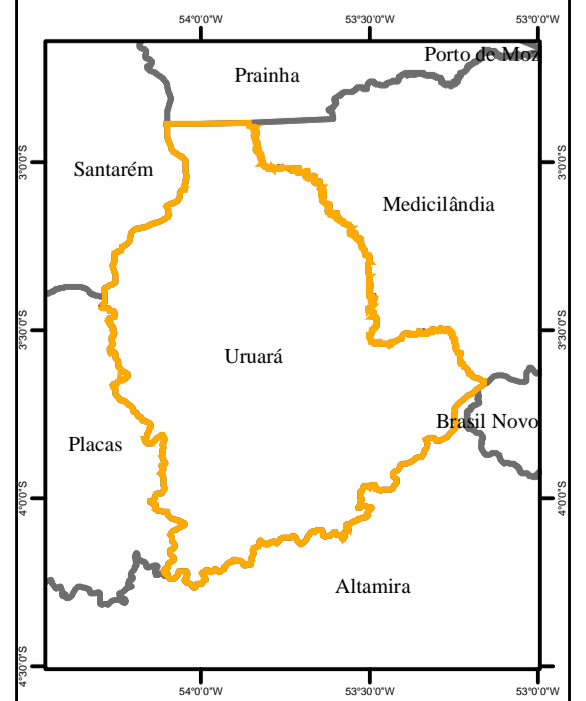 54°0'0"W 53°30'0"W 53°0'0"W
Porto de Moz
Prainha
3°0'0"S 3°0'0"S
Santarém
Medicilândia
3°30'0"S 3°30'0"S
Uruará
Brasil Novo
Placas
4°0'0"S 4°0'0"S
Altamira
4°30'0"S
54°0'0"W 53°30'0"W 53°0'0"W